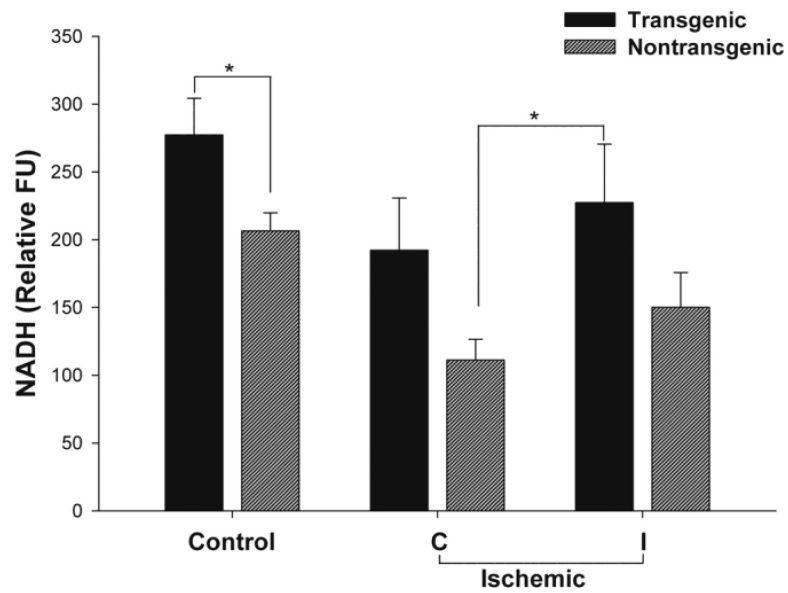 Transgenic
Nontransgenic
NADH (Relative FU)
350
300
250
200
150
100
50
0
*
*
Control
C
I
Ischemic